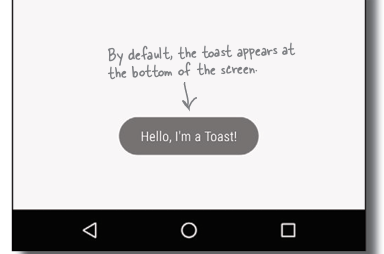 By default, the toast appears at
the bottom of the screen.
Hello, I'm a Toast!